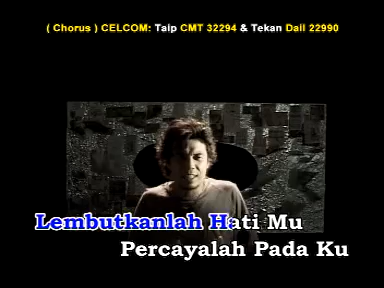 ( Chorus ) CELCOM: Taip CMT 32294 & Tekan Dail 22990
Lembutkanlah Hati Mu
Percayalah Pada Ku